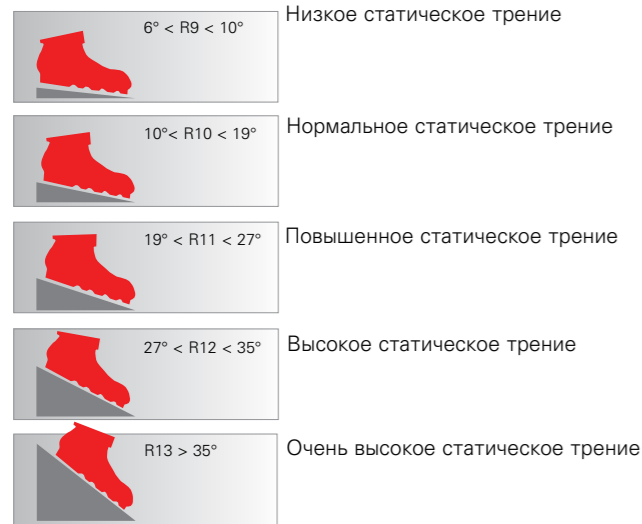 6° < R9 < 10°
Низкое статическое трение
10°< R10 < 19°
Нормальное статическое трение
19° < R11 < 27°
Повышенное статическое трение
27° < R12 < 35°
Высокое статическое трение
R13 > 35°
Очень высокое статическое трение